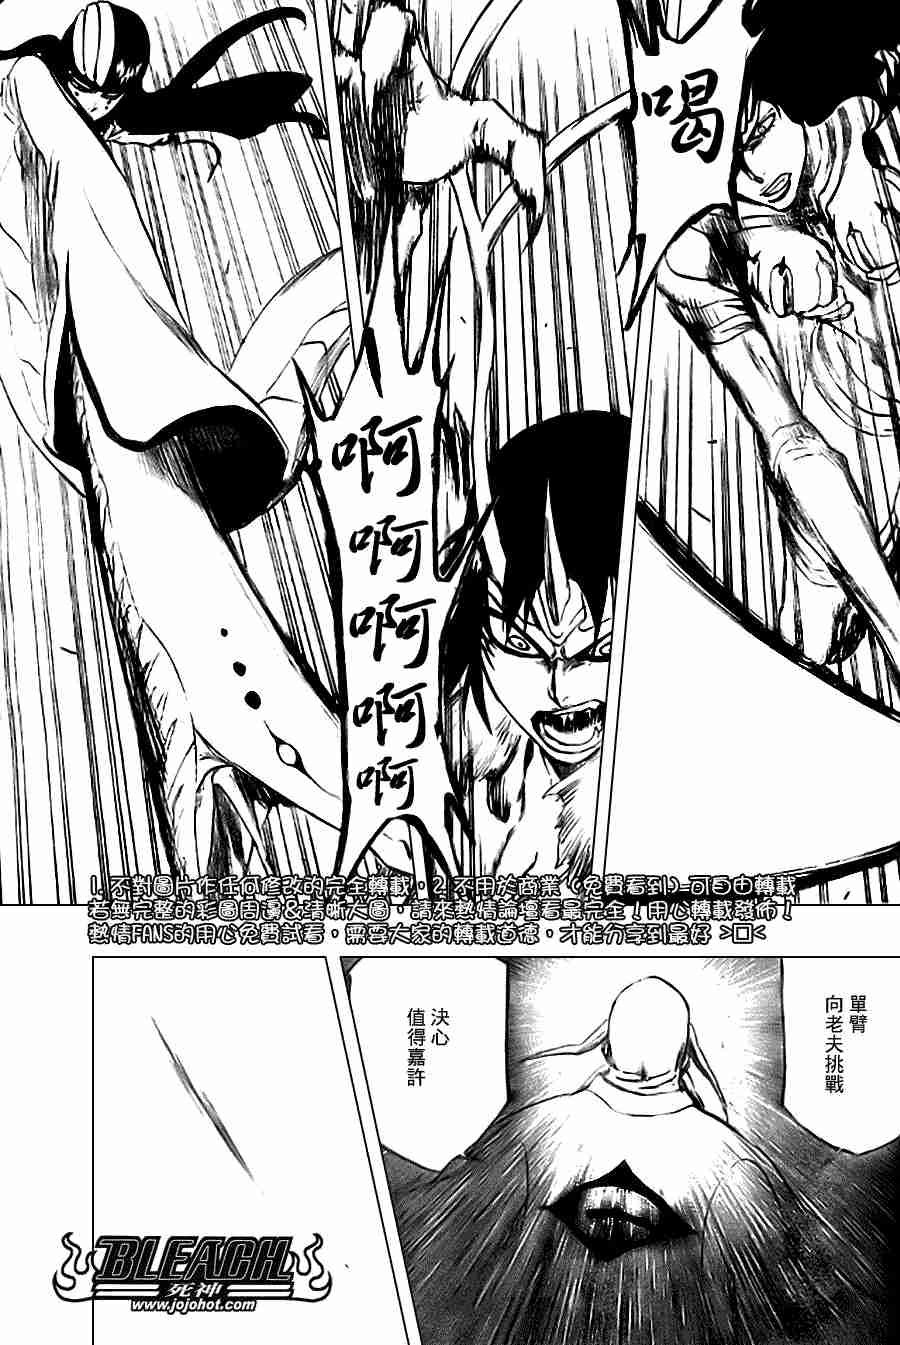 喝
啊
啊
啊
啊
啊
1. 不對圖片作任何修改的完全轉載，2. 不用於商業 (免費看到)=可自由轉載
若無完整的彩圖周邊&清晰大圖，請來熱情論壇看最完全！用心轉載發佈！
熱情FANS的用心免費試看，需要大家的轉載道德，才能分享到最好 >□<
單臂
向老夫挑戰
決心
值得嘉許
BLEACH
死神
www.jojohot.com